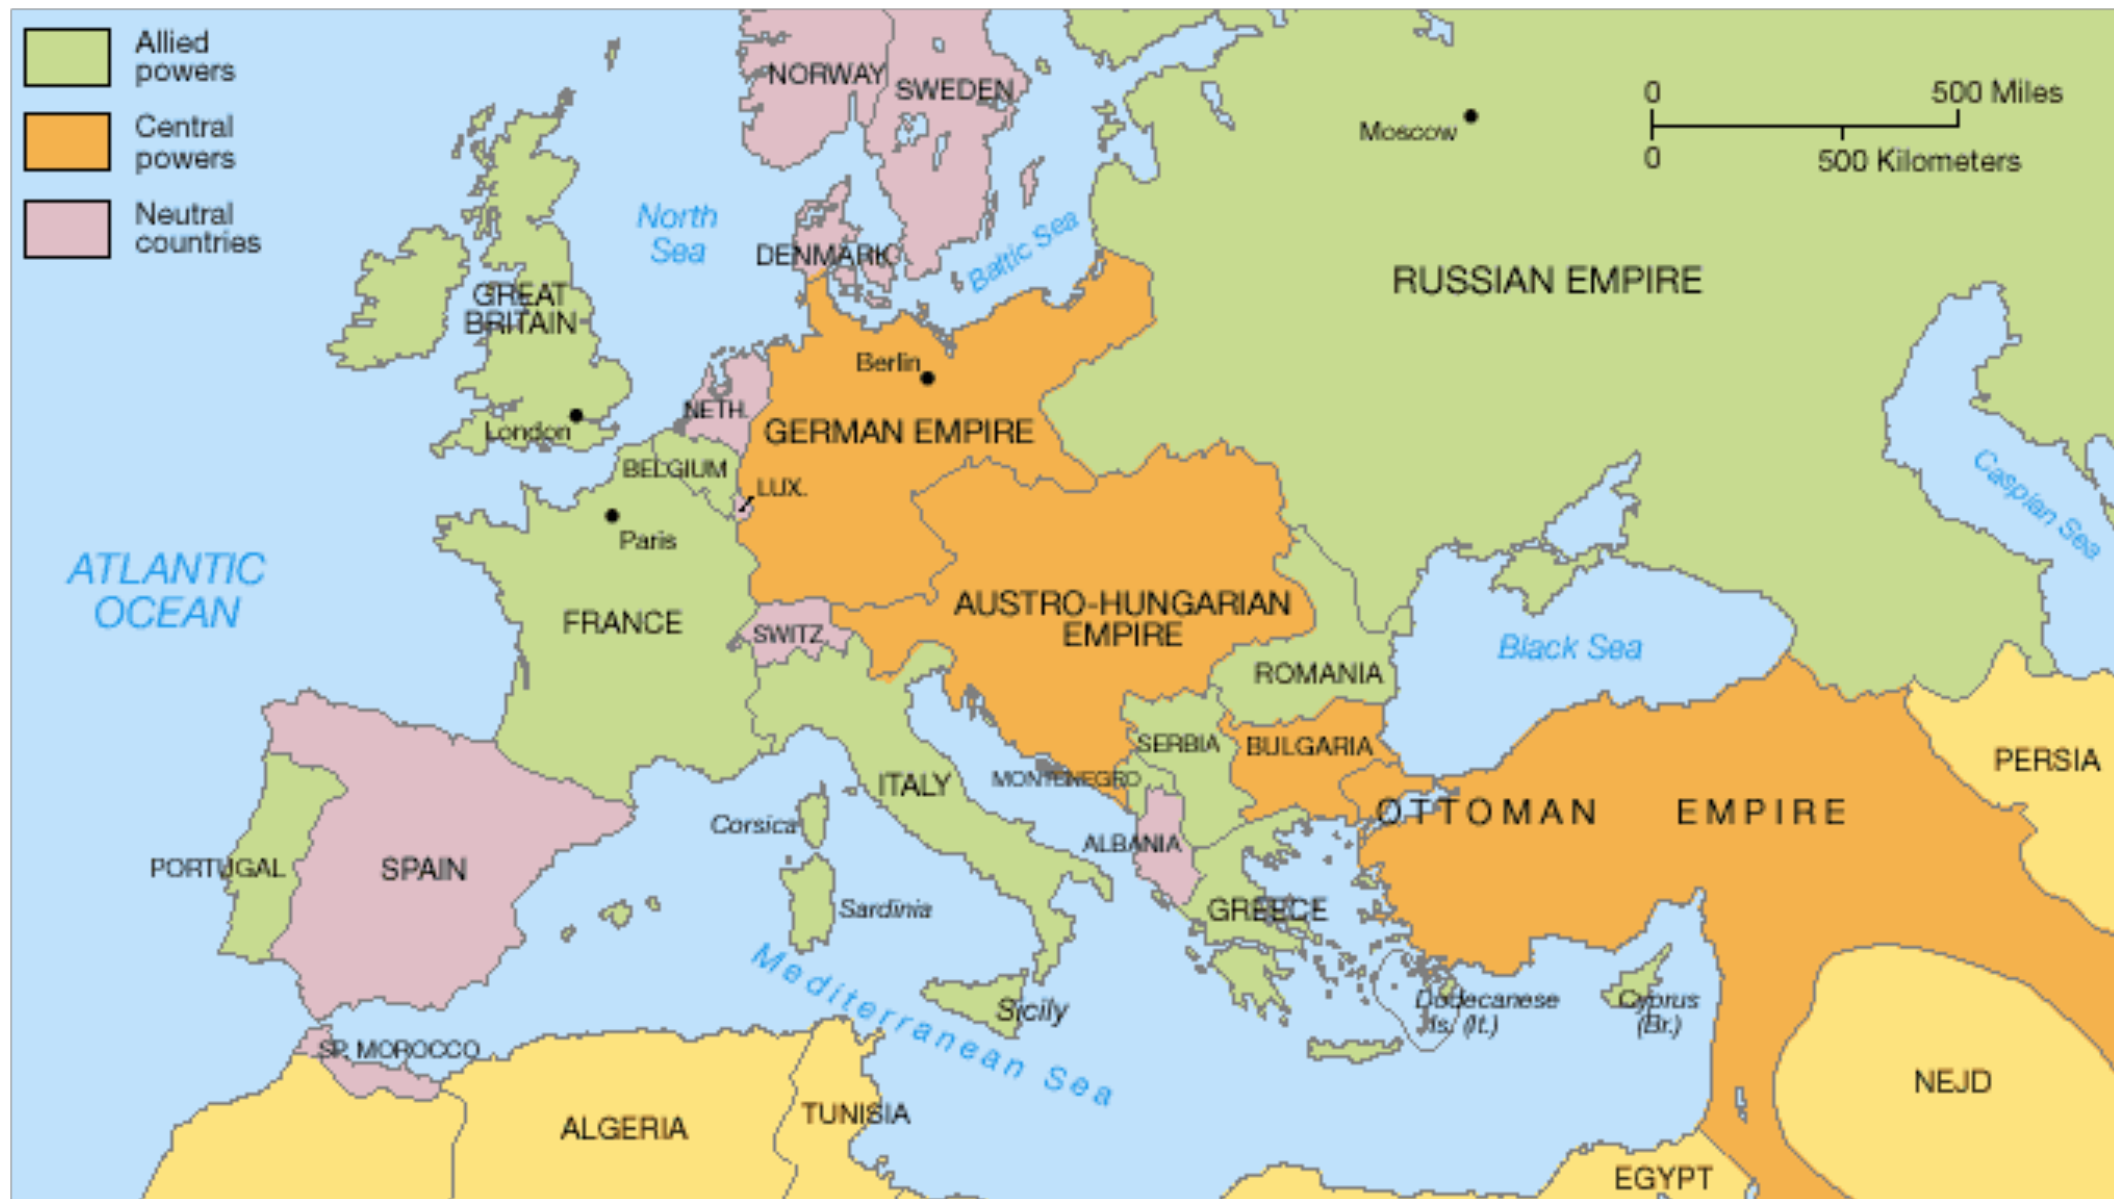 Allied
powers
Central
powers
Neutral
countries
NORWAY
SWEDEN
0
500 Miles
Moscow
0
500 Kilometers
North
Sea
Baltic Sea
DENMARK
RUSSIAN EMPIRE
GREAT
BRITAIN
Berlin
NETH.
London
GERMAN EMPIRE
BELGIUM
LUX.
Caspian Sea
Paris
ATLANTIC
OCEAN
FRANCE
AUSTRO-HUNGARIAN
EMPIRE
SWITZ.
Black Sea
ROMANIA
SERBIA
BULGARIA
PERSIA
MONTENEGRO
ITALY
OTTOMAN EMPIRE
Corsica
ALBANIA
PORTUGAL
SPAIN
Sardinia
GREECE
Mediterranean Sea
Sicily
Dodecanese
Is. (It.)
Cyprus
(Br.)
SP. MOROCCO
NEJD
ALGERIA
TUNISIA
EGYPT